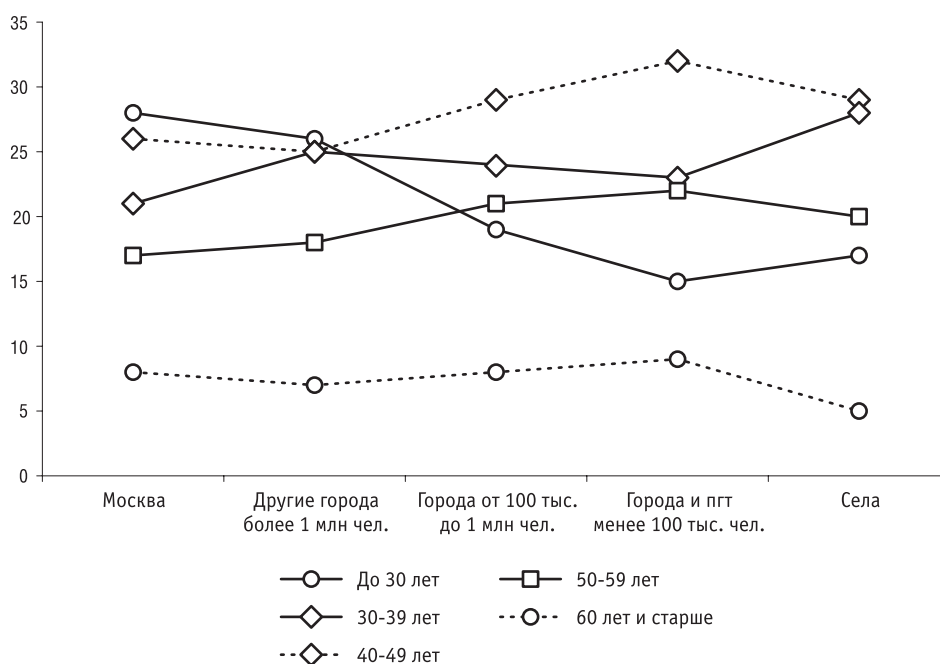 35
30
25
20
15
10
5
0
Москва
Другие города
более 1 млн чел.
Города от 100 тыс.
до 1 млн чел.
Города и пгт
менее 100 тыс. чел.
Села
До 30 лет
30-39 лет
40-49 лет
50-59 лет
60 лет и старше